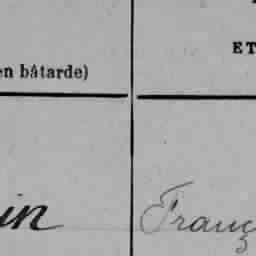 ET
en bâtarde)
in Franç